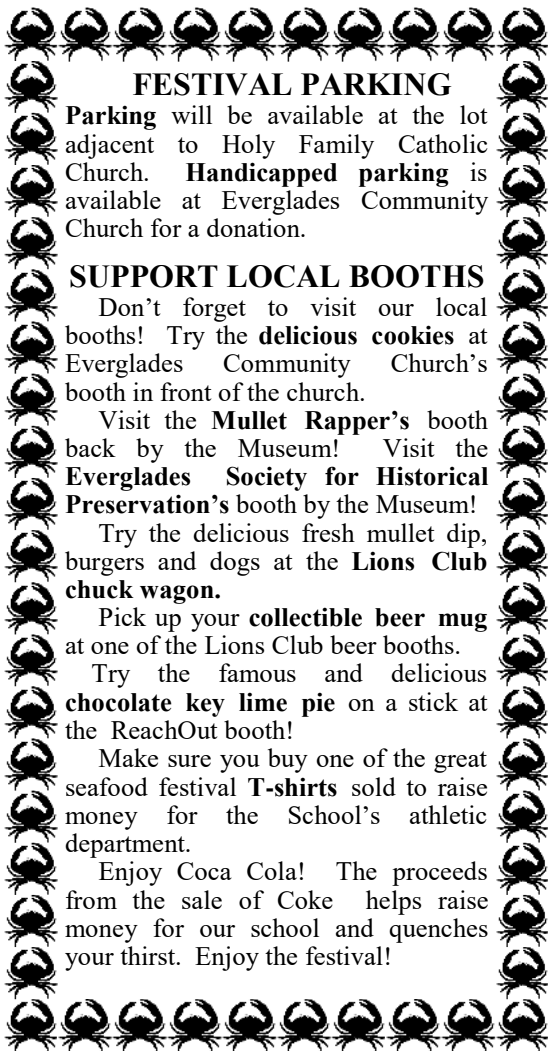 FESTIVAL PARKING
Parking will be available at the lot
adjacent to Holy Family Catholic
Church. Handicapped parking is
available at Everglades Community
Church for a donation.
SUPPORT LOCAL BOOTHS
Don't forget to visit our local
booths! Try the delicious cookies at
Everglades Community Church's
booth in front of the church.
Visit the Mullet Rapper's booth
back by the Museum! Visit the
Everglades Society for Historical
Preservation's booth by the Museum!
Try the delicious fresh mullet dip,
burgers and dogs at the Lions Club
chuck wagon.
Pick up your collectible beer mug
at one of the Lions Club beer booths.
Try the famous and delicious
chocolate key lime pie on a stick at
the ReachOut booth!
Make sure you buy one of the great
seafood festival T-shirts sold to raise
money for the School's athletic
department.
Enjoy Coca Cola! The proceeds
from the sale of Coke helps raise
money for our school and quenches
your thirst. Enjoy the festival!